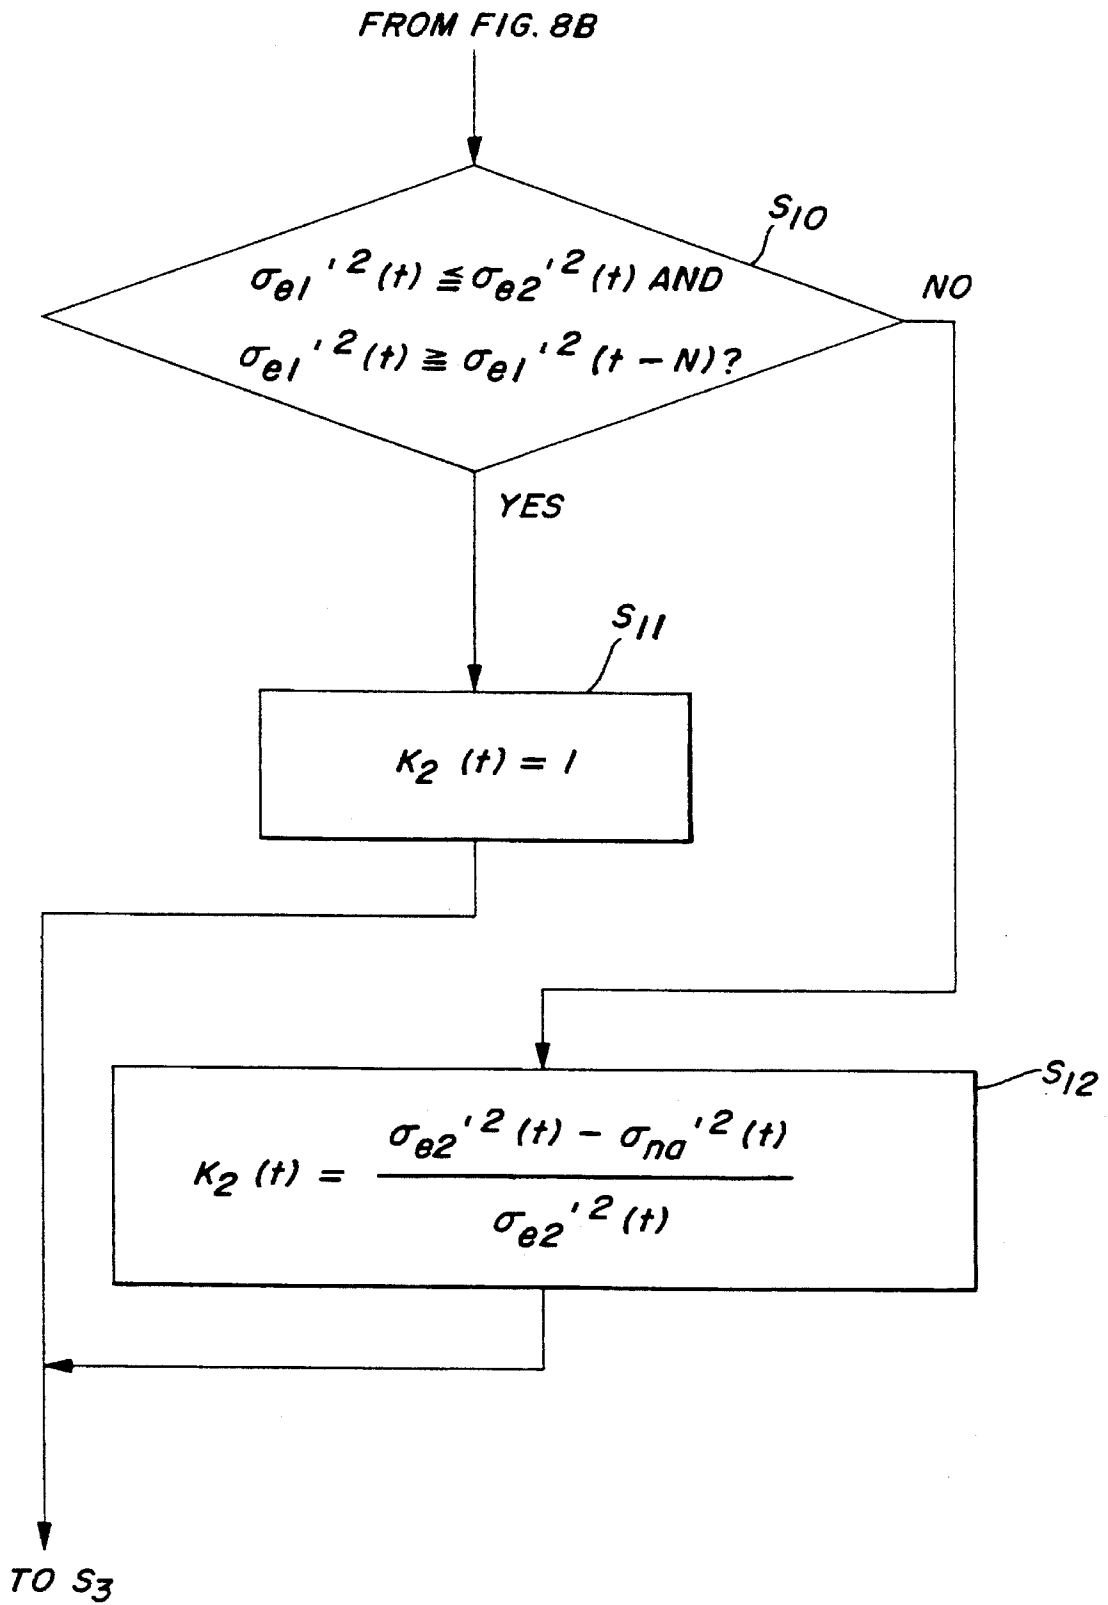 FROM FIG. 8B
S10
σe1'²(t) ≦ σe2'²(t) AND
NO
σe1'²(t) ≧ σe1'²(t − N)?
YES
S11
K2 (t) = 1
S12
K2 (t) = σe2'²(t) − σna'²(t)
σe2'²(t)
TO S3